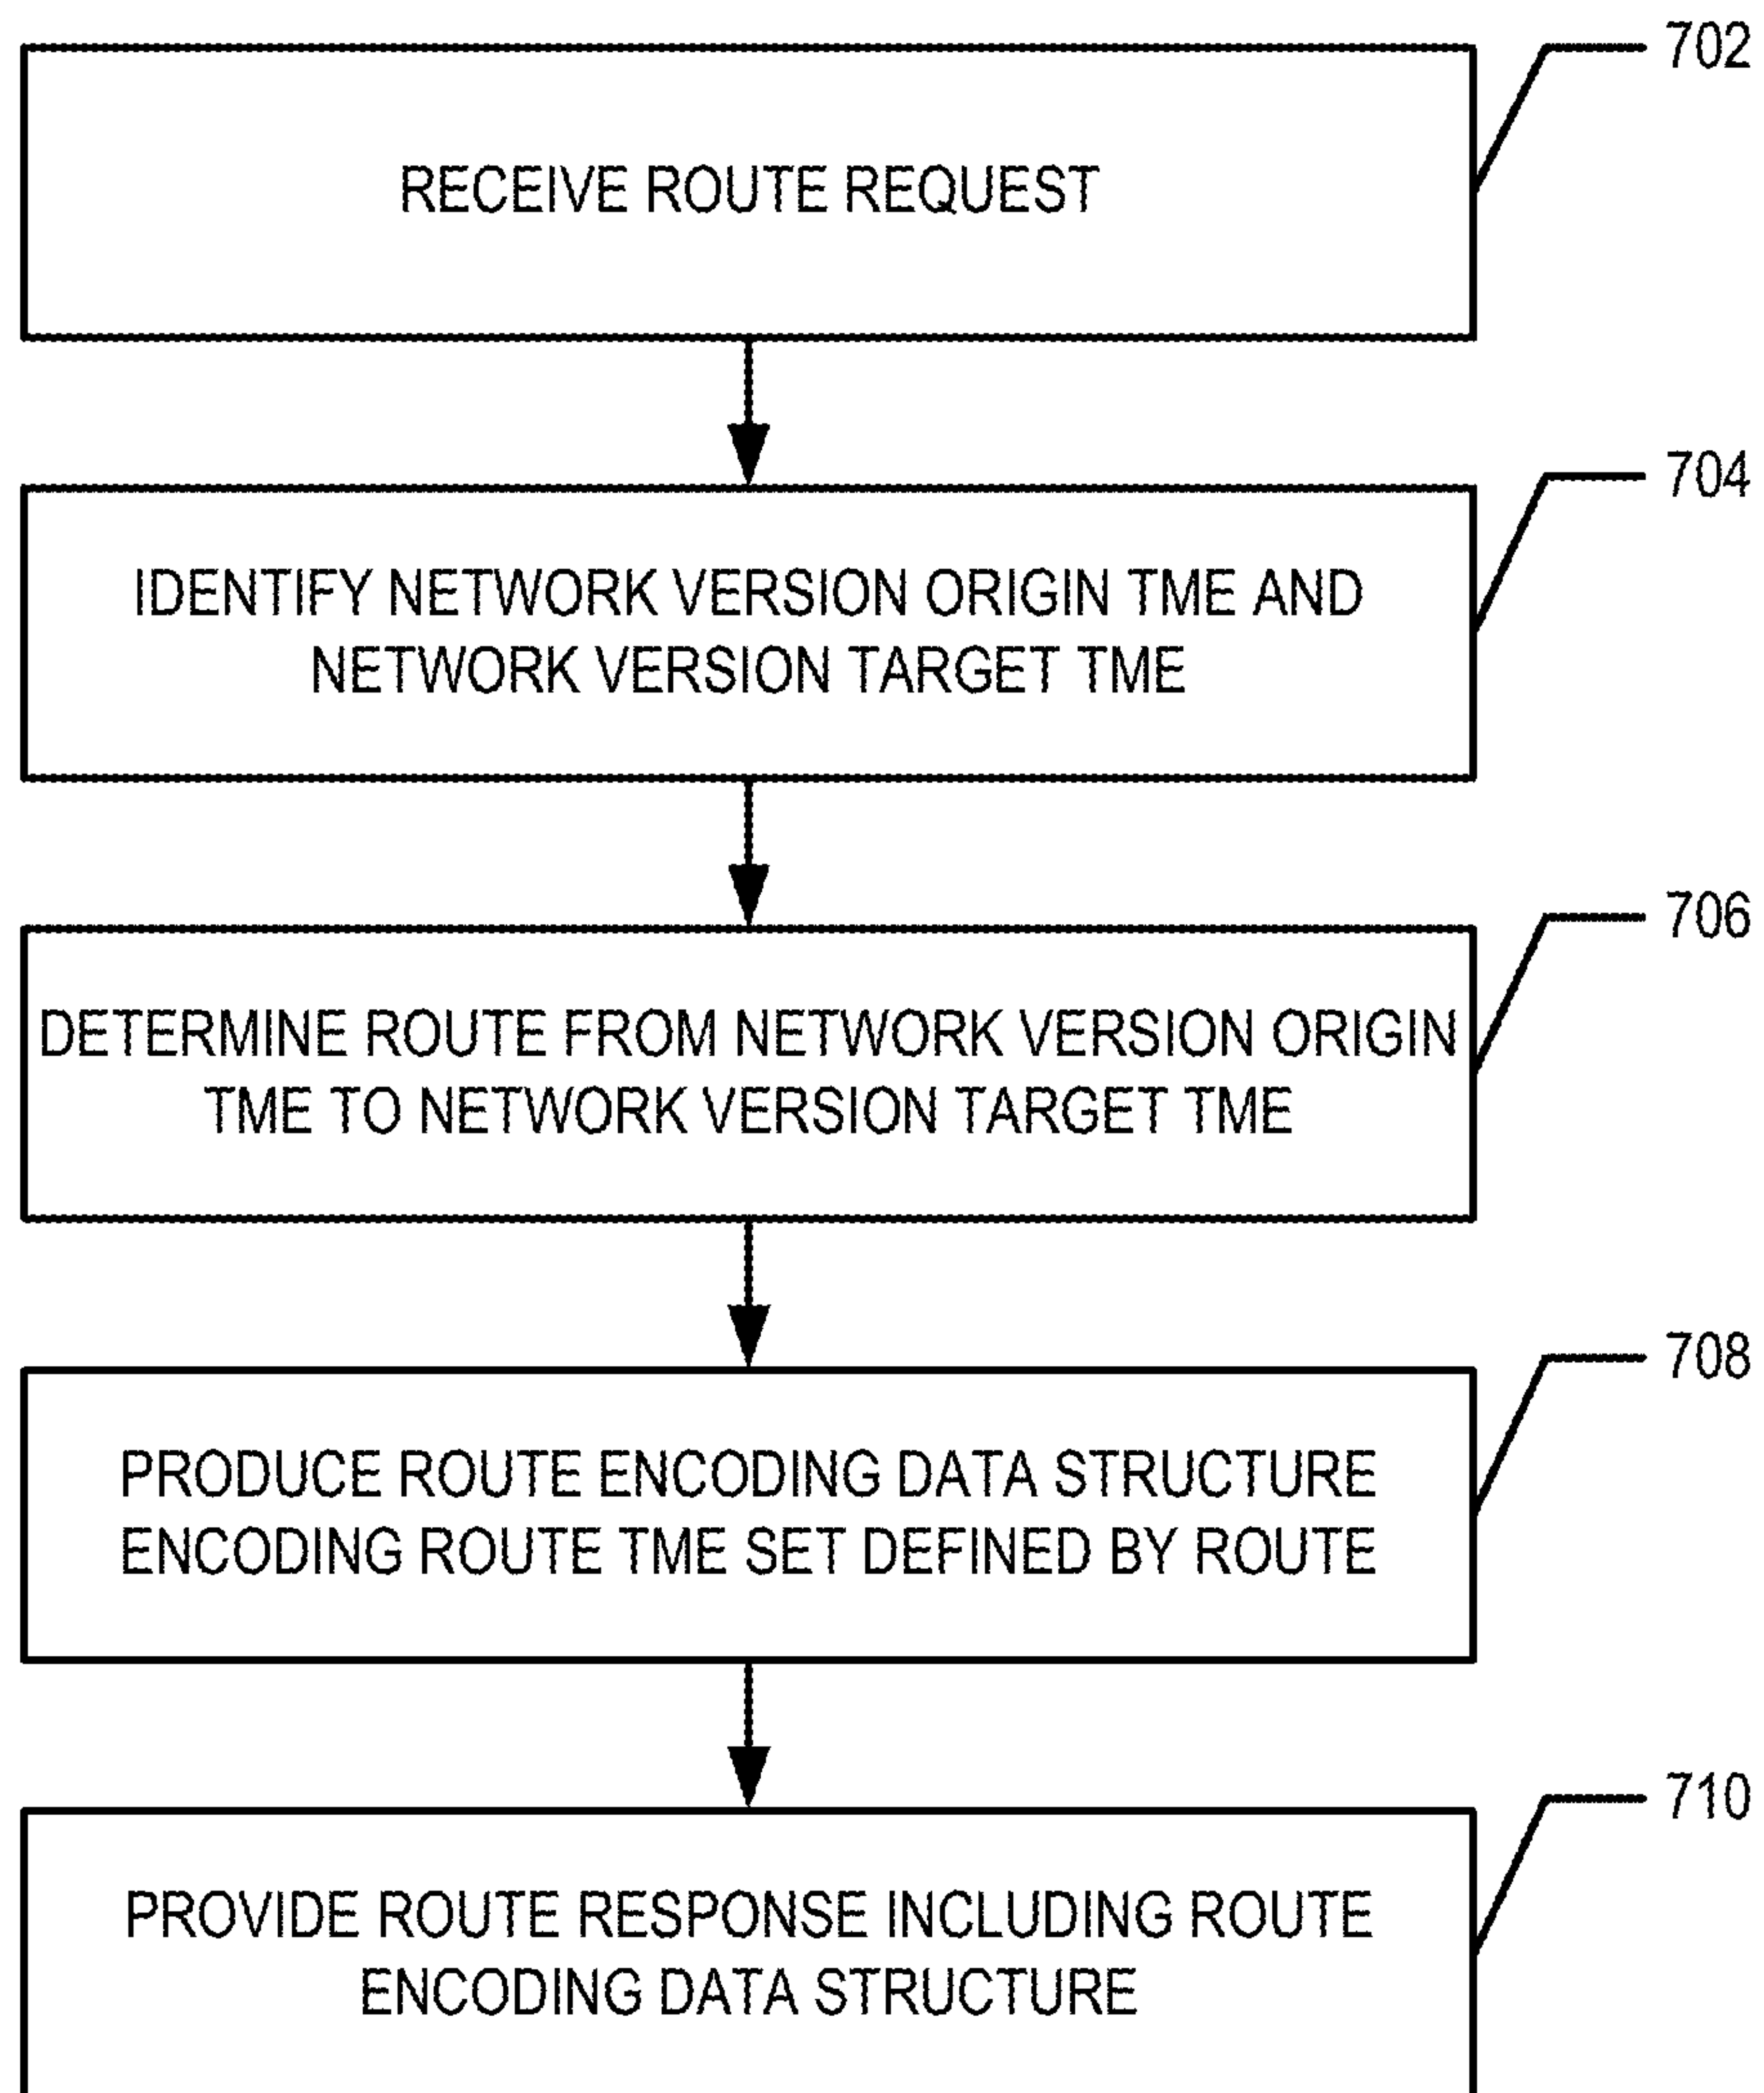 702
RECEIVE ROUTE REQUEST
704
IDENTIFY NETWORK VERSION ORIGIN TME AND
NETWORK VERSION TARGET TME
706
DETERMINE ROUTE FROM NETWORK VERSION ORIGIN
TME TO NETWORK VERSION TARGET TME
708
PRODUCE ROUTE ENCODING DATA STRUCTURE
ENCODING ROUTE TME SET DEFINED BY ROUTE
710
PROVIDE ROUTE RESPONSE INCLUDING ROUTE
ENCODING DATA STRUCTURE